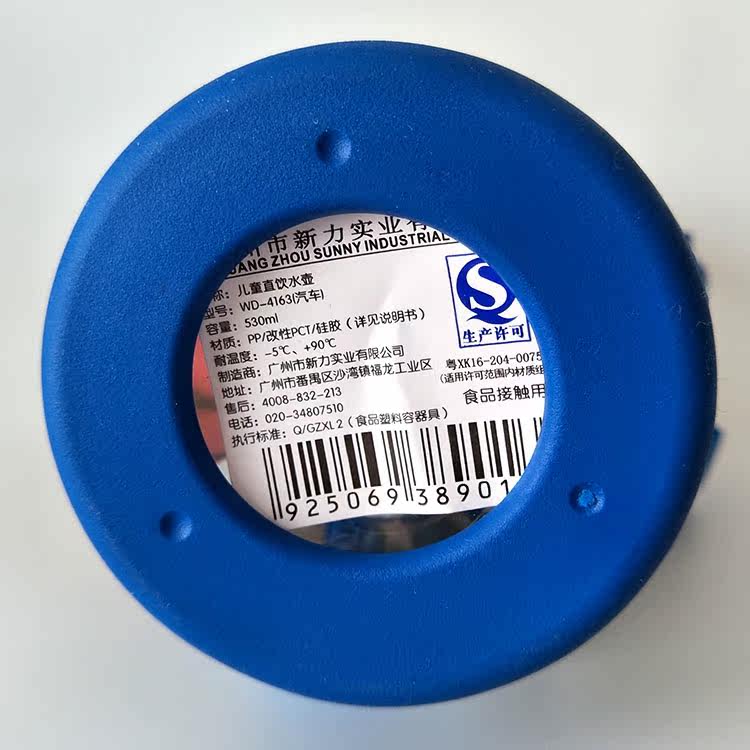 州市新力实业有
GUANG ZHOU SUNNY INDUSTRIAL
称: 儿童直饮水壶
型号: WD-4163(汽车)
容量: 530ml
材质: PP/改性PCT/硅胶（详见说明书）
耐温度: -5℃、+90℃
制造商: 广州市新力实业有限公司
地址: 广州市番禺区沙湾镇福龙工业区
售后: 4008-832-213
电话: 020-34807510
执行标准: Q/GZXL 2（食品塑料容器具）
生产许可
粤XK16-204-0075
(适用许可范围内材质组
食品接触用
925069 38901